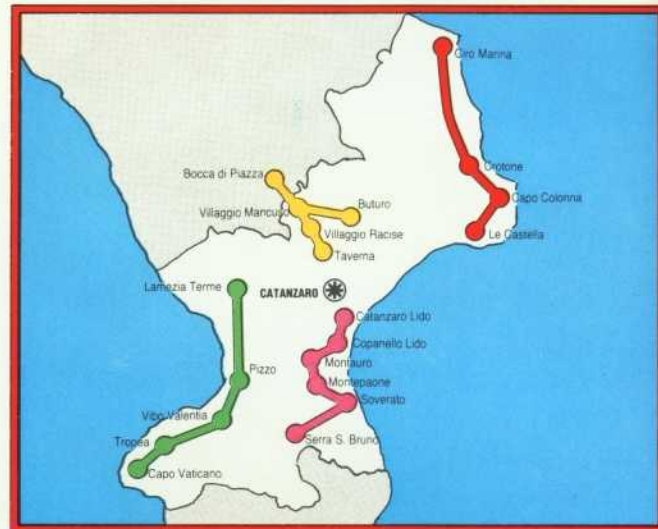 Ciro Marina
Crotone
Capo Colonna
Le Castella
Bocca di Piazza
Villaggio Mancuso
Buturo
Villaggio Racise
Taverna
Lamezia Terme
CATANZARO
Catanzaro Lido
Copanello Lido
Montauro
Pizzo
Montepaone
Soverato
Vibo Valentia
Tropea
Serra S. Bruno
Capo Vaticano